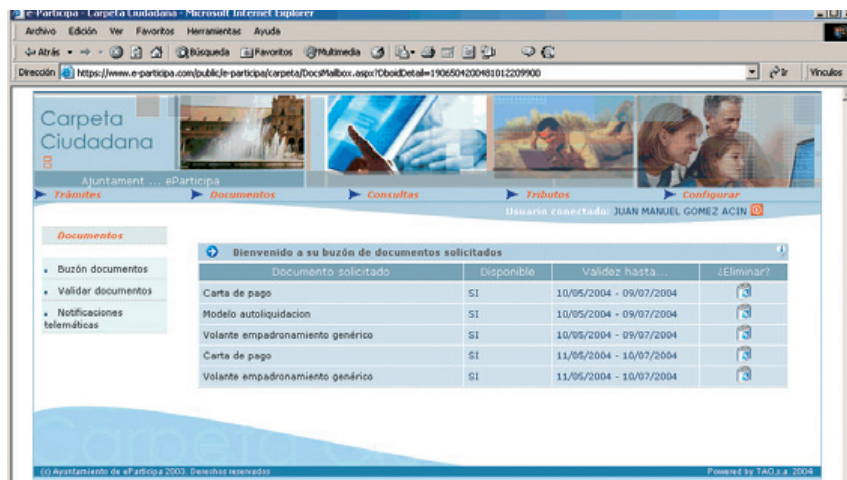 e-Participa - Carpeta Ciudadana - Microsoft Internet Explorer
Archivo Edición Ver Favoritos Herramientas Ayuda
Atrás Búsqueda Favoritos Multimedia
Dirección https://www.e-participa.com/public/e-participa/carpeta/DocsMailbox.aspx?OboidDetail=1906504200481012209900 Ir Vínculos
Carpeta
Ciudadana
Ajuntament ... eParticipa
Trámites Documentos Consultas Tributos Configurar
Usuario conectado: JUAN MANUEL GOMEZ ACIN
Documentos
Buzón documentos
Validar documentos
Notificaciones
telemáticas
Bienvenido a su buzón de documentos solicitados
Documento solicitado Disponible Validez hasta... ¿Eliminar?
Carta de pago SI 10/05/2004 - 09/07/2004
Modelo autoliquidacion SI 10/05/2004 - 09/07/2004
Volante empadronamiento genérico SI 10/05/2004 - 09/07/2004
Carta de pago SI 11/05/2004 - 10/07/2004
Volante empadronamiento genérico SI 11/05/2004 - 10/07/2004
(c) Ayuntamiento de eParticipa 2003. Derechos reservados Powered by TAO,s.a. 2004